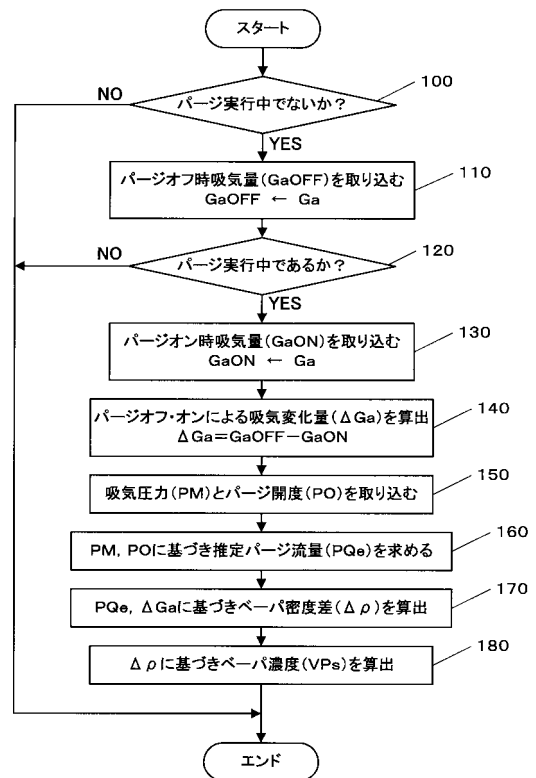 スタート
NO
パージ実行中でないか？
100
YES
パージオフ時吸気量(GaOFF)を取り込む
GaOFF ← Ga
110
NO
パージ実行中であるか？
120
YES
パージオン時吸気量(GaON)を取り込む
GaON ← Ga
130
パージオフ・オンによる吸気変化量(ΔGa)を算出
ΔGa＝GaOFF－GaON
140
吸気圧力(PM)とパージ開度(PO)を取り込む
150
PM, POに基づき推定パージ流量(PQe)を求める
160
PQe, ΔGaに基づきベーパ密度差(Δρ)を算出
170
Δρに基づきベーパ濃度(VPs)を算出
180
エンド